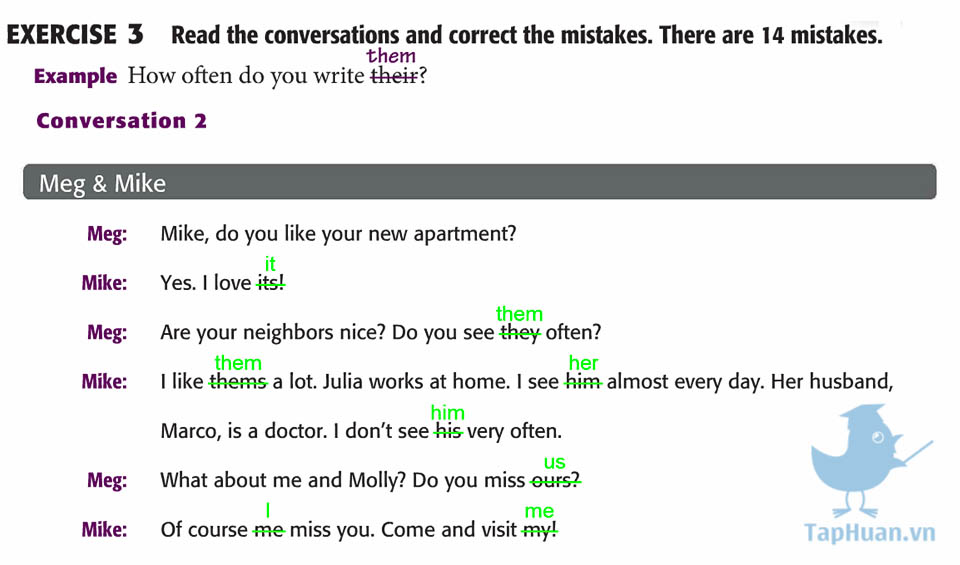 EXERCISE 3 Read the conversations and correct the mistakes. There are 14 mistakes.
them
Example How often do you write their?
Conversation 2
Meg & Mike
Meg: Mike, do you like your new apartment?
it
Mike: Yes. I love its!
them
Meg: Are your neighbors nice? Do you see they often?
them her
Mike: I like thems a lot. Julia works at home. I see him almost every day. Her husband,
him
Marco, is a doctor. I don't see his very often.
us
Meg: What about me and Molly? Do you miss ours?
I me
Mike: Of course me miss you. Come and visit my!
TapHuan.vn